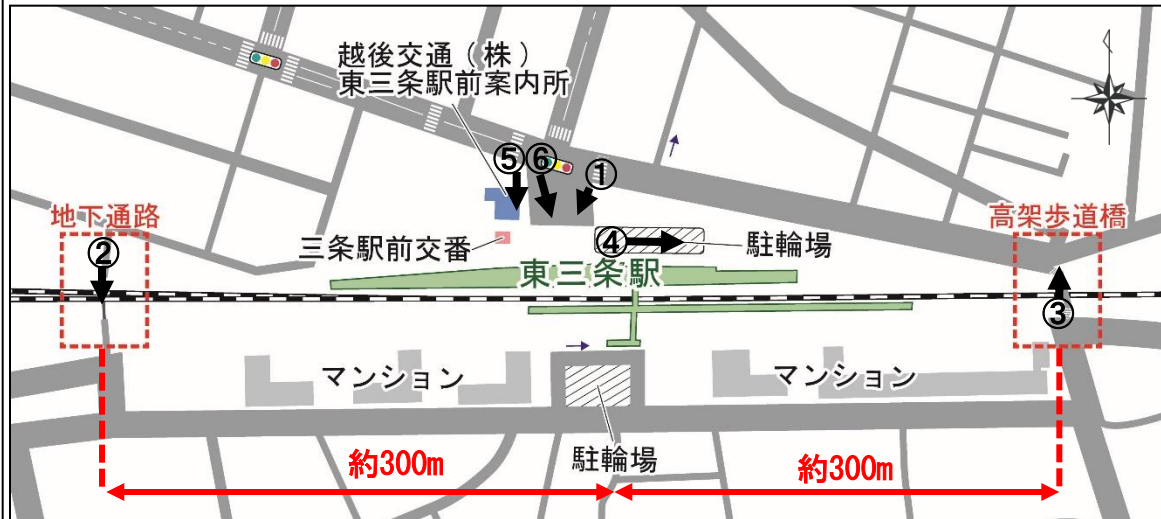 越後交通（株）
東三条駅前案内所
⑤
⑥
①
地下通路
高架歩道橋
②
三条駅前交番
④
駐輪場
東三条駅
③
マンション
マンション
約300m
駐輪場
約300m